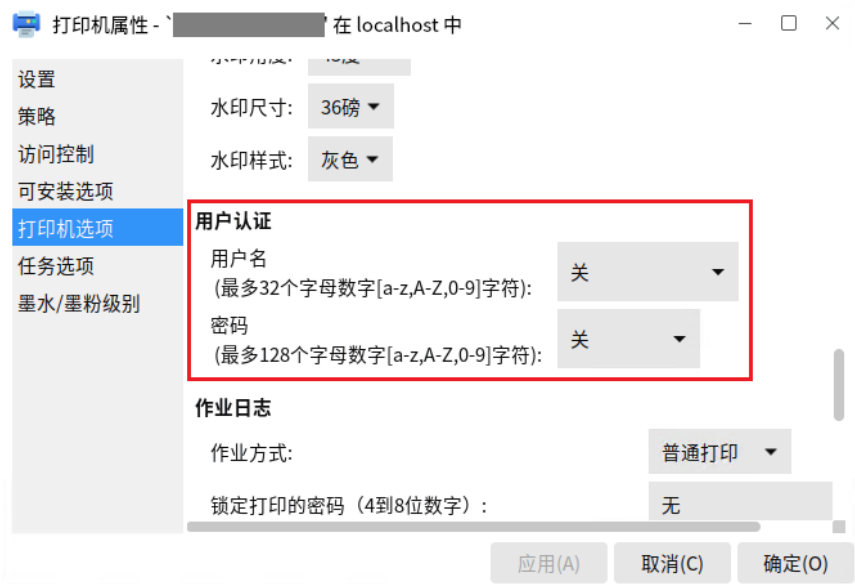 打印机属性 - ` ' 在 localhost 中
设置
策略
访问控制
可安装选项
打印机选项
任务选项
墨水/墨粉级别
水印尺寸: 36磅
水印样式: 灰色
用户认证
用户名
(最多32个字母数字[a-z,A-Z,0-9]字符): 关
密码
(最多128个字母数字[a-z,A-Z,0-9]字符): 关
作业日志
作业方式: 普通打印
锁定打印的密码（4到8位数字）: 无
应用(A) 取消(C) 确定(O)